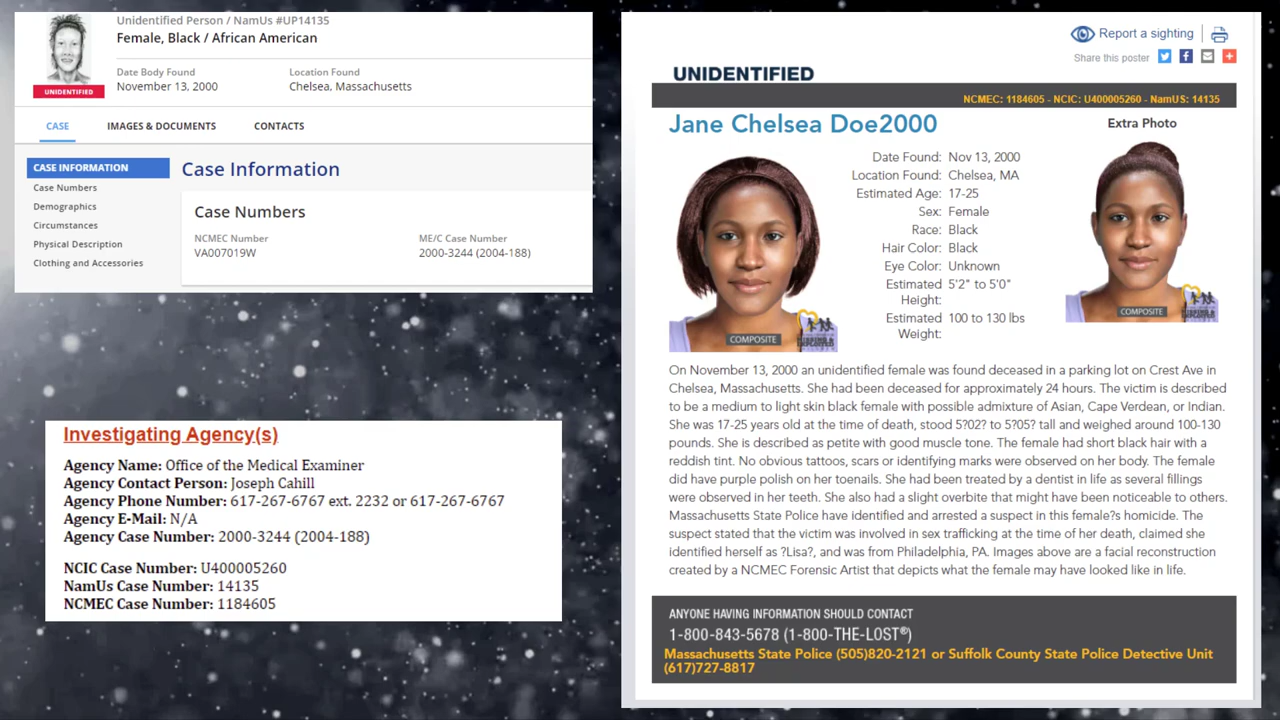 Unidentified Person / NamUs #UP14135
Female, Black / African American
Date Body Found
November 13, 2000
Location Found
Chelsea, Massachusetts
UNIDENTIFIED
CASE
IMAGES & DOCUMENTS
CONTACTS
CASE INFORMATION
Case Numbers
Demographics
Circumstances
Physical Description
Clothing and Accessories
Case Information
Case Numbers
NCMEC Number
VA007019W
ME/C Case Number
2000-3244 (2004-188)
Investigating Agency(s)
Agency Name: Office of the Medical Examiner
Agency Contact Person: Joseph Cahill
Agency Phone Number: 617-267-6767 ext. 2232 or 617-267-6767
Agency E-Mail: N/A
Agency Case Number: 2000-3244 (2004-188)
NCIC Case Number: U400005260
NamUs Case Number: 14135
NCMEC Case Number: 1184605
Report a sighting
Share this poster
UNIDENTIFIED
NCMEC: 1184605 - NCIC: U400005260 - NamUS: 14135
Jane Chelsea Doe2000
Extra Photo
Date Found: Nov 13, 2000
Location Found: Chelsea, MA
Estimated Age: 17-25
Sex: Female
Race: Black
Hair Color: Black
Eye Color: Unknown
Estimated Height: 5'2" to 5'0"
Estimated Weight: 100 to 130 lbs
COMPOSITE
COMPOSITE
On November 13, 2000 an unidentified female was found deceased in a parking lot on Crest Ave in
Chelsea, Massachusetts. She had been deceased for approximately 24 hours. The victim is described
to be a medium to light skin black female with possible admixture of Asian, Cape Verdean, or Indian.
She was 17-25 years old at the time of death, stood 5?02? to 5?05? tall and weighed around 100-130
pounds. She is described as petite with good muscle tone. The female had short black hair with a
reddish tint. No obvious tattoos, scars or identifying marks were observed on her body. The female
did have purple polish on her toenails. She had been treated by a dentist in life as several fillings
were observed in her teeth. She also had a slight overbite that might have been noticeable to others.
Massachusetts State Police have identified and arrested a suspect in this female?s homicide. The
suspect stated that the victim was involved in sex trafficking at the time of her death, claimed she
identified herself as ?Lisa?, and was from Philadelphia, PA. Images above are a facial reconstruction
created by a NCMEC Forensic Artist that depicts what the female may have looked like in life.
ANYONE HAVING INFORMATION SHOULD CONTACT
1-800-843-5678 (1-800-THE-LOST®)
Massachusetts State Police (505)820-2121 or Suffolk County State Police Detective Unit
(617)727-8817